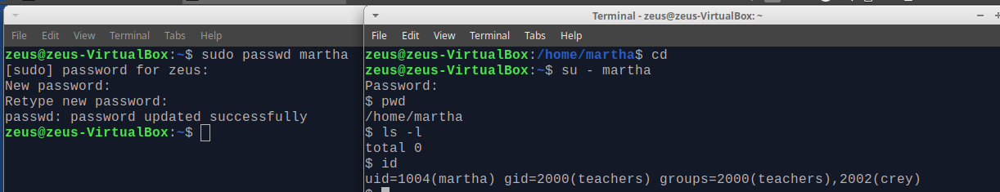 Terminal - zeus@zeus-VirtualBox: ~
File Edit View Terminal Tabs Help
zeus@zeus-VirtualBox:~$ sudo passwd martha
[sudo] password for zeus:
New password:
Retype new password:
passwd: password updated successfully
zeus@zeus-VirtualBox:~$
File Edit View Terminal Tabs Help
zeus@zeus-VirtualBox:/home/martha$ cd
zeus@zeus-VirtualBox:~$ su - martha
Password:
$ pwd
/home/martha
$ ls -l
total 0
$ id
uid=1004(martha) gid=2000(teachers) groups=2000(teachers),2002(crey)
$